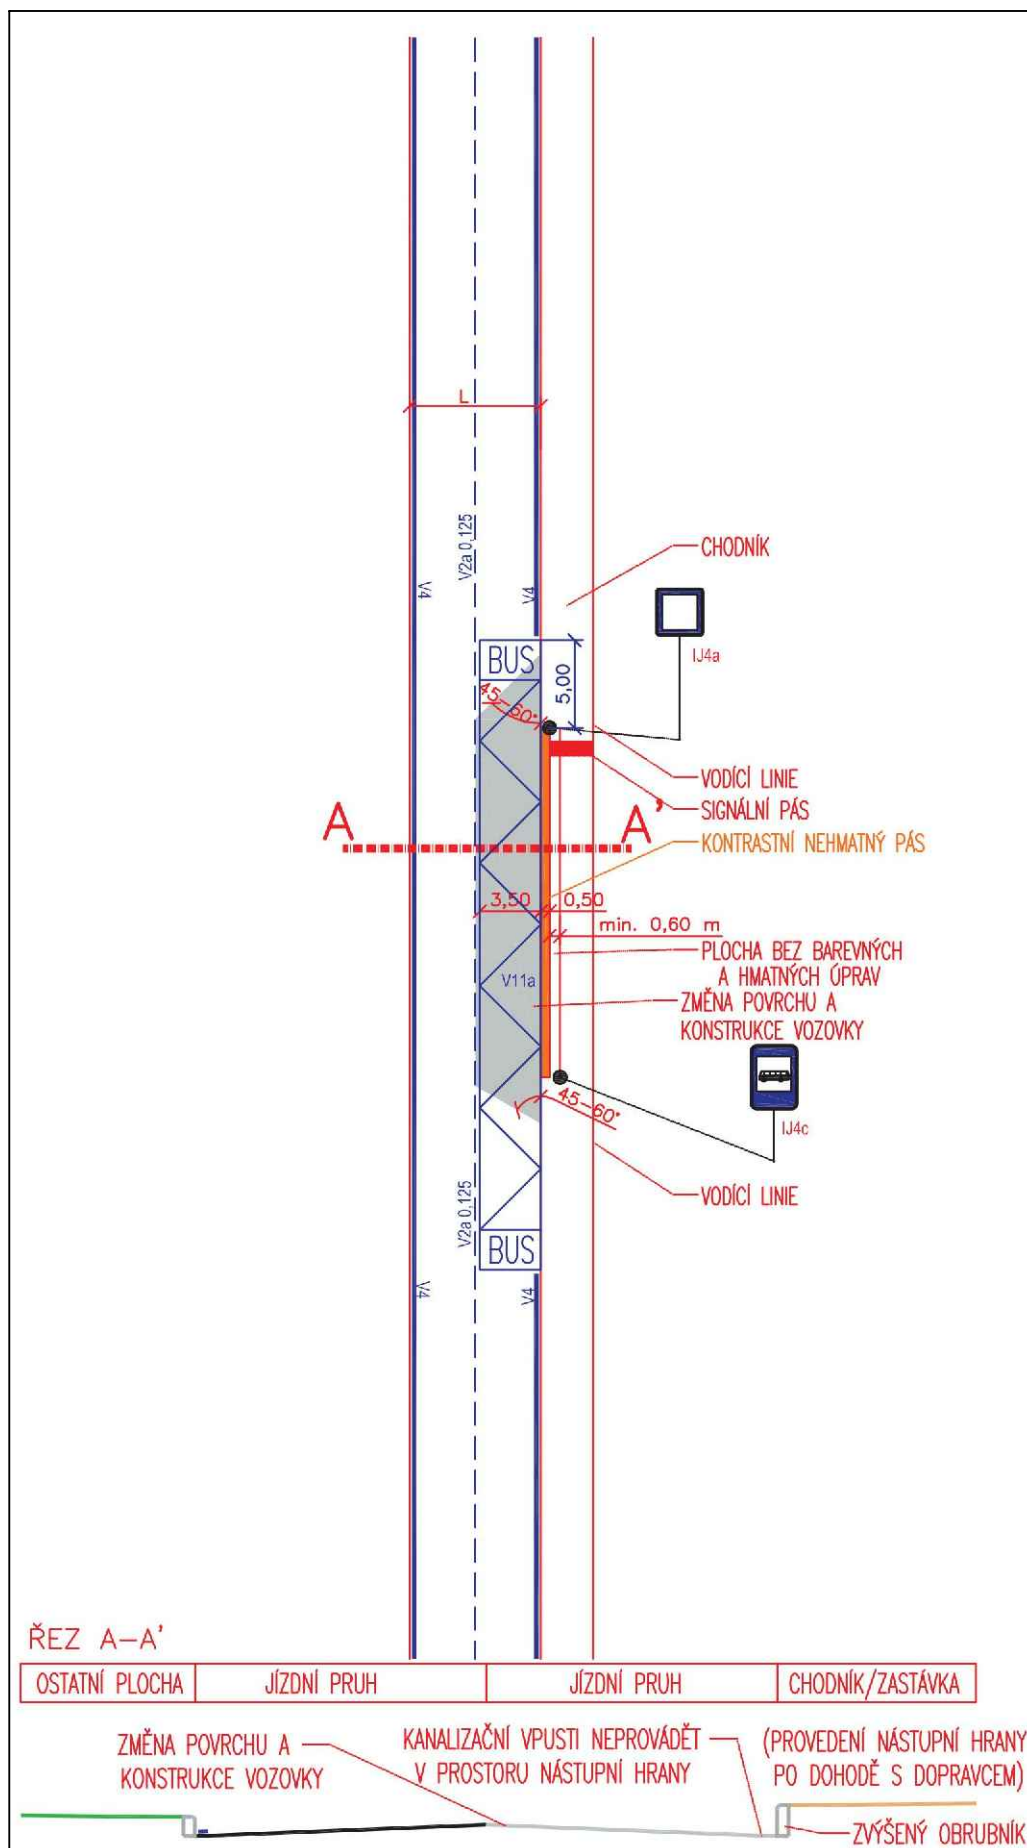 L
V2a 0,125
CHODNÍK
V4
V4
IJ4a
BUS
5,00
45–60°
VODÍCÍ LINIE
SIGNÁLNÍ PÁS
A
A'
KONTRASTNÍ NEHMATNÝ PÁS
3,50
0,50
min. 0,60 m
PLOCHA BEZ BAREVNÝCH
A HMATNÝCH ÚPRAV
V11a
ZMĚNA POVRCHU A
KONSTRUKCE VOZOVKY
45–60°
IJ4c
VODÍCÍ LINIE
V2a 0,125
BUS
V4
V4
ŘEZ A–A'
OSTATNÍ PLOCHA
JÍZDNÍ PRUH
JÍZDNÍ PRUH
CHODNÍK/ZASTÁVKA
ZMĚNA POVRCHU A
KONSTRUKCE VOZOVKY
KANALIZAČNÍ VPUSTI NEPROVÁDĚT
V PROSTORU NÁSTUPNÍ HRANY
(PROVEDENÍ NÁSTUPNÍ HRANY
PO DOHODĚ S DOPRAVCEM)
ZVÝŠENÝ OBRUBNÍK